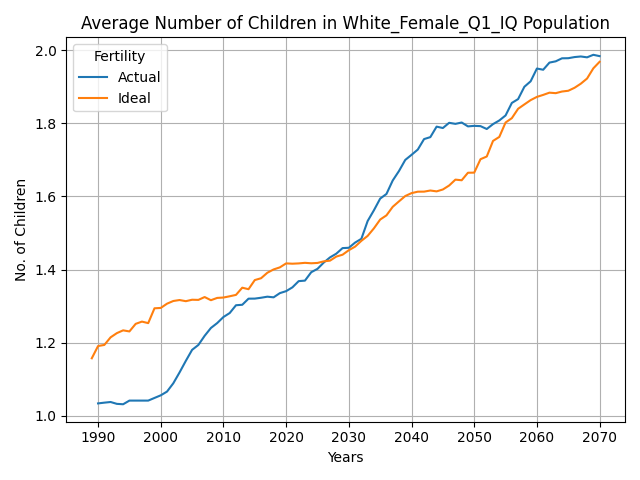 Average Number of Children in White_Female_Q1_IQ Population
Fertility
Actual
Ideal
No. of Children
2.0
1.8
1.6
1.4
1.2
1.0
1990 2000 2010 2020 2030 2040 2050 2060 2070
Years